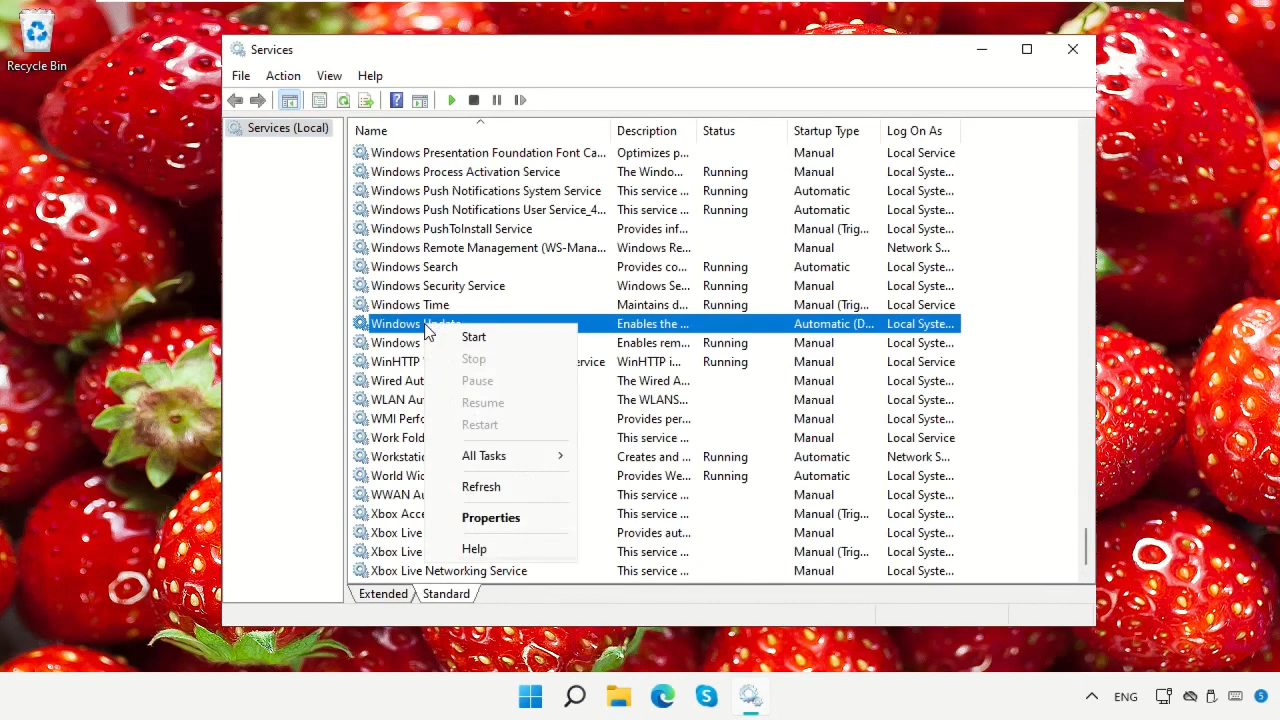 Recycle Bin
Services
File Action View Help
Services (Local)
Name Description Status Startup Type Log On As
Windows Presentation Foundation Font Ca... Optimizes p... Manual Local Service
Windows Process Activation Service The Windo... Running Manual Local Syste...
Windows Push Notifications System Service This service ... Running Automatic Local Syste...
Windows Push Notifications User Service_4... This service ... Running Automatic Local Syste...
Windows PushToInstall Service Provides inf... Manual (Trig... Local Syste...
Windows Remote Management (WS-Mana... Windows Re... Manual Network S...
Windows Search Provides co... Running Automatic Local Syste...
Windows Security Service Windows Se... Running Manual Local Syste...
Windows Time Maintains d... Running Manual (Trig... Local Service
Windows Update Enables the ... Automatic (D... Local Syste...
Windows Enables rem... Running Manual Local Syste...
WinHTTP rvice WinHTTP i... Running Manual Local Service
Wired Aut The Wired A... Manual Local Syste...
WLAN Au The WLANS... Manual Local Syste...
WMI Perfo Provides per... Manual Local Syste...
Work Fold This service ... Manual Local Service
Workstatio Creates and ... Running Automatic Network S...
World Wid Provides We... Running Automatic Local Syste...
WWAN Au This service ... Manual Local Syste...
Xbox Acce This service ... Manual (Trig... Local Syste...
Xbox Live Provides aut... Manual Local Syste...
Xbox Live This service ... Manual (Trig... Local Syste...
Xbox Live Networking Service This service ... Manual Local Syste...
Start
Stop
Pause
Resume
Restart
All Tasks
Refresh
Properties
Help
Extended Standard
ENG 5